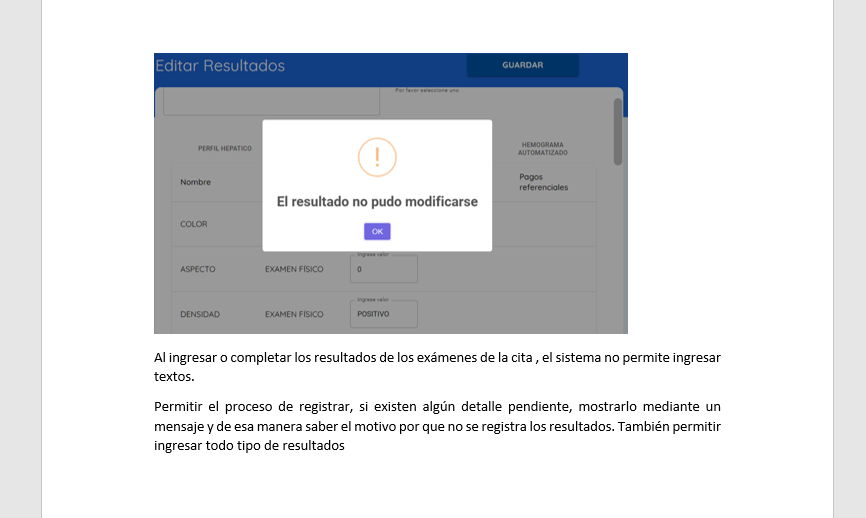 Editar Resultados
GUARDAR
Por favor seleccione uno
PERFIL HEPATICO
HEMOGRAMA
AUTOMATIZADO
Nombre
Pagos
referenciales
El resultado no pudo modificarse
OK
COLOR
Ingrese valor
ASPECTO EXAMEN FÍSICO 0
Ingrese valor
DENSIDAD EXAMEN FÍSICO POSITIVO
Al ingresar o completar los resultados de los exámenes de la cita , el sistema no permite ingresar
textos.
Permitir el proceso de registrar, si existen algún detalle pendiente, mostrarlo mediante un
mensaje y de esa manera saber el motivo por que no se registra los resultados. También permitir
ingresar todo tipo de resultados